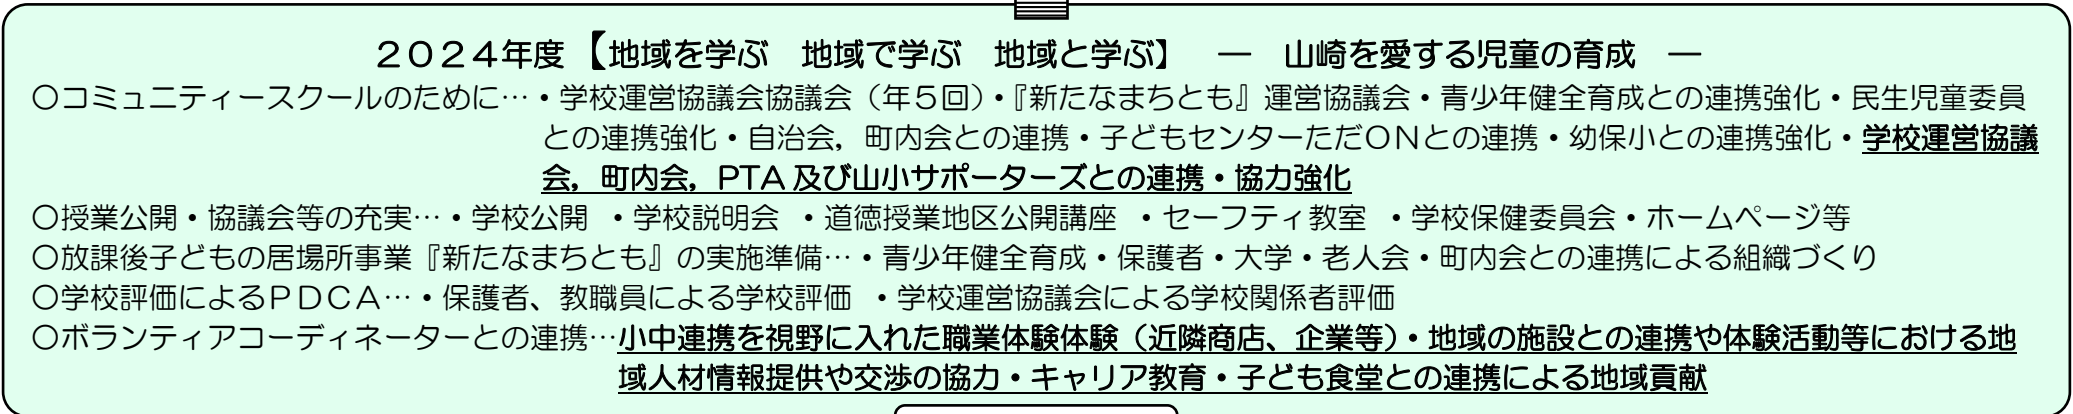 ２０２４年度【地域を学ぶ　地域で学ぶ　地域と学ぶ】　―　山崎を愛する児童の育成　―
〇コミュニティースクールのために…・学校運営協議会協議会（年５回）・『新たなまちとも』運営協議会・青少年健全育成との連携強化・民生児童委員
との連携強化・自治会，町内会との連携・子どもセンターただＯＮとの連携・幼保小との連携強化・学校運営協議
会，町内会，PTA及び山小サポーターズとの連携・協力強化
〇授業公開・協議会等の充実…・学校公開　・学校説明会　・道徳授業地区公開講座　・セーフティ教室　・学校保健委員会・ホームページ等
〇放課後子どもの居場所事業『新たなまちとも』の実施準備…・青少年健全育成・保護者・大学・老人会・町内会との連携による組織づくり
〇学校評価によるＰＤＣＡ…・保護者、教職員による学校評価　・学校運営協議会による学校関係者評価
〇ボランティアコーディネーターとの連携…小中連携を視野に入れた職業体験体験（近隣商店、企業等）・地域の施設との連携や体験活動等における地
域人材情報提供や交渉の協力・キャリア教育・子ども食堂との連携による地域貢献